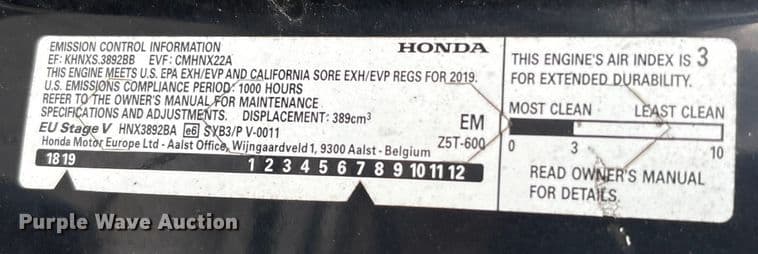 EMISSION CONTROL INFORMATION HONDA
EF: KHNXS.3892BB EVF: CMHNX22A
THIS ENGINE MEETS U.S. EPA EXH/EVP AND CALIFORNIA SORE EXH/EVP REGS FOR 2019.
U.S. EMISSIONS COMPLIANCE PERIOD: 1000 HOURS
REFER TO THE OWNER'S MANUAL FOR MAINTENANCE
SPECIFICATIONS AND ADJUSTMENTS. DISPLACEMENT: 389cm³ EM
EU Stage V HNX3892BA e6 SYB3/P V-0011 Z5T-600
Honda Motor Europe Ltd - Aalst Office, Wijngaardveld 1, 9300 Aalst - Belgium
18 19 1 2 3 4 5 6 7 8 9 10 11 12
THIS ENGINE'S AIR INDEX IS 3
FOR EXTENDED DURABILITY.
MOST CLEAN LEAST CLEAN
0 3 10
READ OWNER'S MANUAL
FOR DETAILS.
Purple Wave Auction